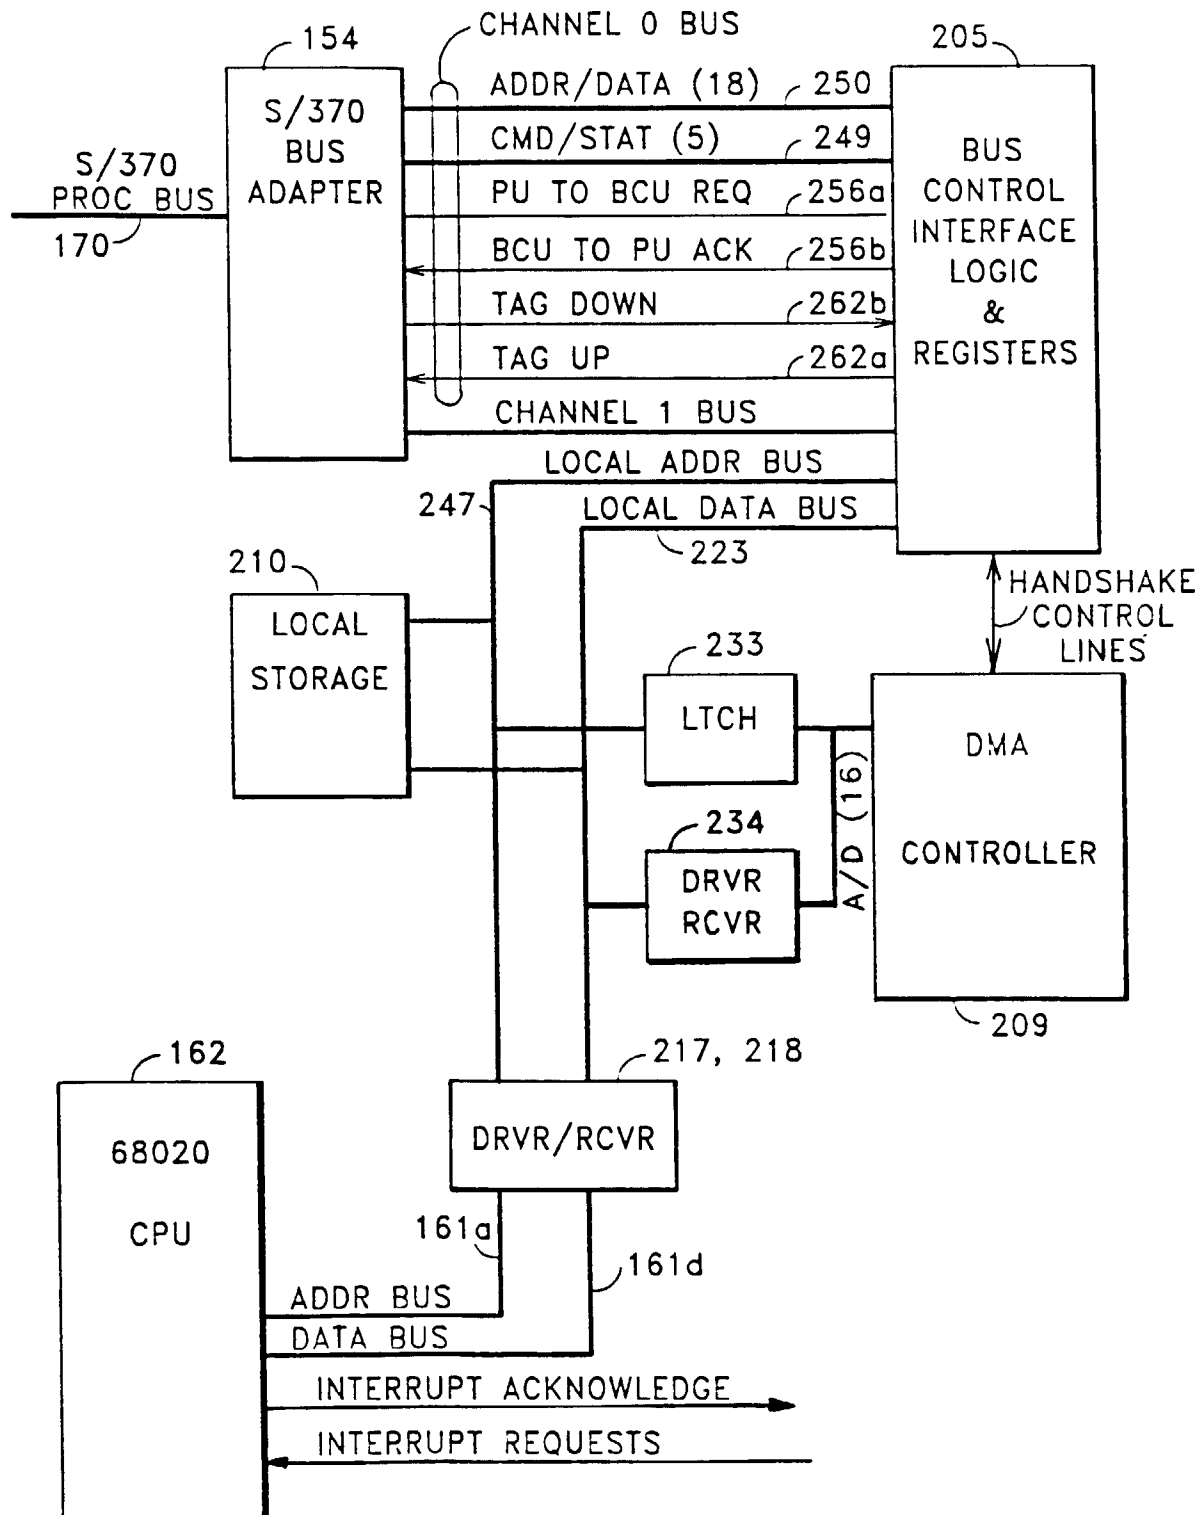 CHANNEL 0 BUS
154
205
S/370
BUS
ADAPTER
S/370
PROC BUS
170
ADDR/DATA (18)
250
CMD/STAT (5)
249
PU TO BCU REQ
256a
BCU TO PU ACK
256b
TAG DOWN
262b
TAG UP
262a
CHANNEL 1 BUS
BUS
CONTROL
INTERFACE
LOGIC
&
REGISTERS
LOCAL ADDR BUS
247
LOCAL DATA BUS
223
210
LOCAL
STORAGE
HANDSHAKE
CONTROL
LINES
233
LTCH
234
DRVR
RCVR
A/D (16)
DMA
CONTROLLER
209
162
217, 218
68020
CPU
DRVR/RCVR
161a
161d
ADDR BUS
DATA BUS
INTERRUPT ACKNOWLEDGE
INTERRUPT REQUESTS